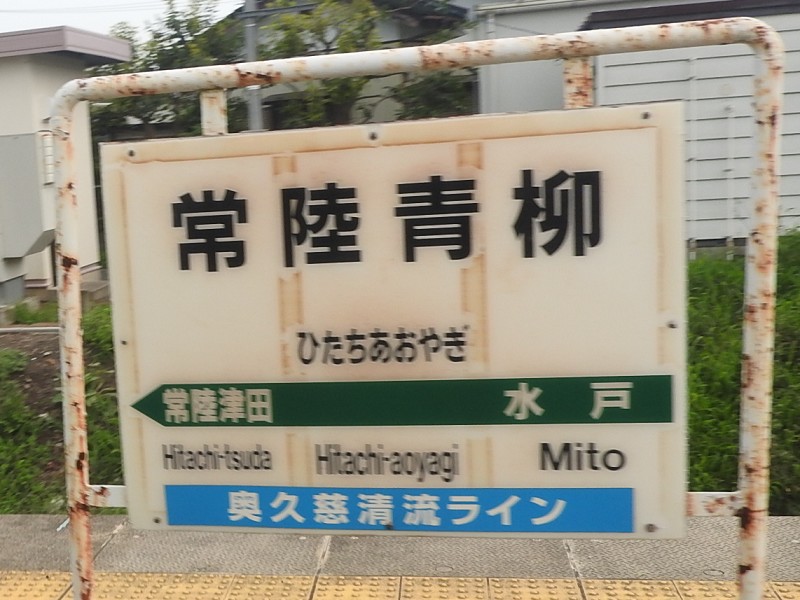 常陸青柳
ひたちあおやぎ
常陸津田 水戸
Hitachi-tsuda Hitachi-aoyagi Mito
奥久慈清流ライン